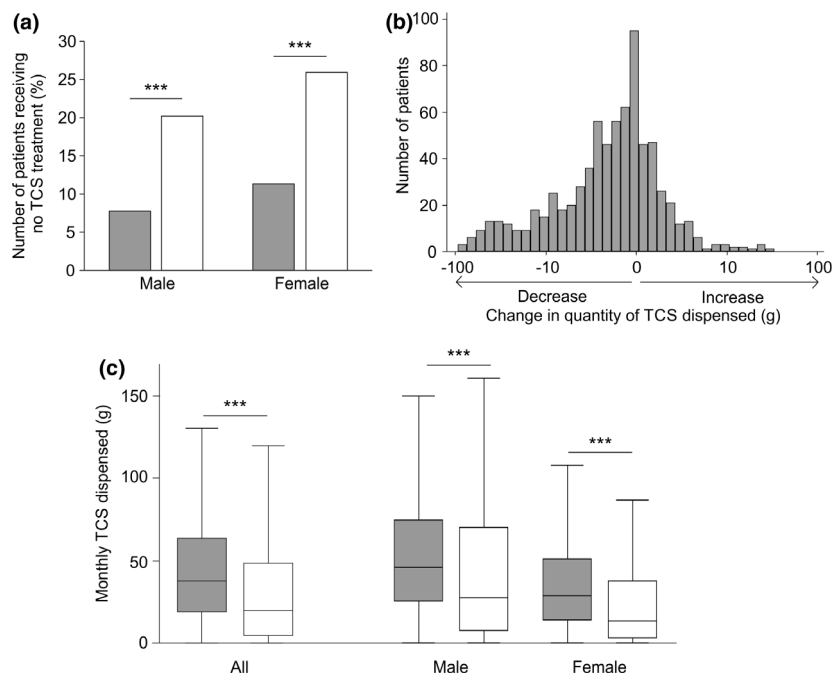 (a)
Number of patients receiving
no TCS treatment (%)
30
25
20
15
10
5
0
***
***
Male
Female
(b)
Number of patients
100
80
60
40
20
0
-100
-10
0
10
100
Decrease
Increase
Change in quantity of TCS dispensed (g)
(c)
Monthly TCS dispensed (g)
150
100
50
0
***
***
***
All
Male
Female